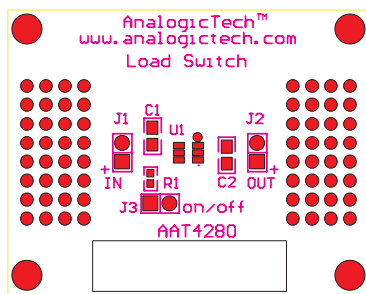 AnalogicTech™
www.analogictech.com
Load Switch
J1
C1
U1
J2
+
IN
R1
C2
+
OUT
J3
on/off
AAT4280